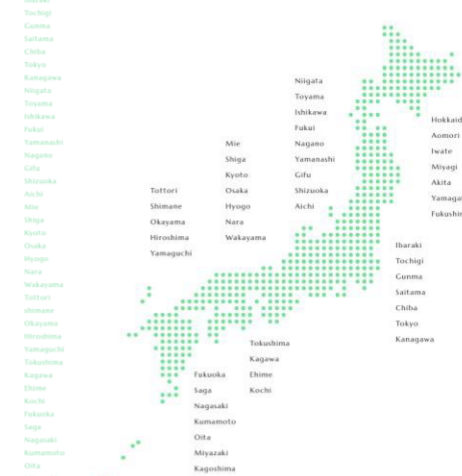 Tochigi
Gunma
Saitama
Chiba
Tokyo
Kanagawa
Niigata
Toyama
Ishikawa
Fukui
Yamanashi
Nagano
Gifu
Shizuoka
Aichi
Mie
Shiga
Kyoto
Osaka
Hyogo
Nara
Wakayama
Tottori
shimane
Okayama
Hiroshima
Yamaguchi
Tokushima
Kagawa
Ehime
Kochi
Fukuoka
Saga
Nagasaki
Kumamoto
Oita
Tottori
Shimane
Okayama
Hiroshima
Yamaguchi
Mie
Shiga
Kyoto
Osaka
Hyogo
Nara
Wakayama
Niigata
Toyama
Ishikawa
Fukui
Nagano
Yamanashi
Gifu
Shizuoka
Aichi
Hokkaid
Aomori
Iwate
Miyagi
Akita
Yamaga
Fukushi
Ibaraki
Tochigi
Gunma
Saitama
Chiba
Tokyo
Kanagawa
Tokushima
Kagawa
Ehime
Kochi
Fukuoka
Saga
Nagasaki
Kumamoto
Oita
Miyazaki
Kagoshima